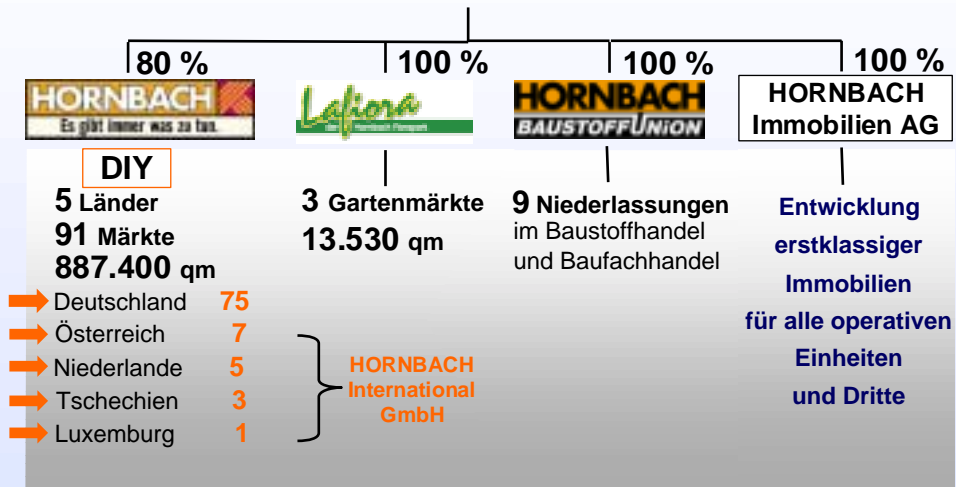 80 %
HORNBACH
Es gibt immer was zu tun.
DIY
5 Länder
91 Märkte
887.400 qm
Deutschland 75
Österreich 7
Niederlande 5
Tschechien 3
Luxemburg 1
HORNBACH
International
GmbH
100 %
Lafiora
3 Gartenmärkte
13.530 qm
100 %
HORNBACH
BAUSTOFFUNION
9 Niederlassungen
im Baustoffhandel
und Baufachhandel
100 %
HORNBACH
Immobilien AG
Entwicklung
erstklassiger
Immobilien
für alle operativen
Einheiten
und Dritte